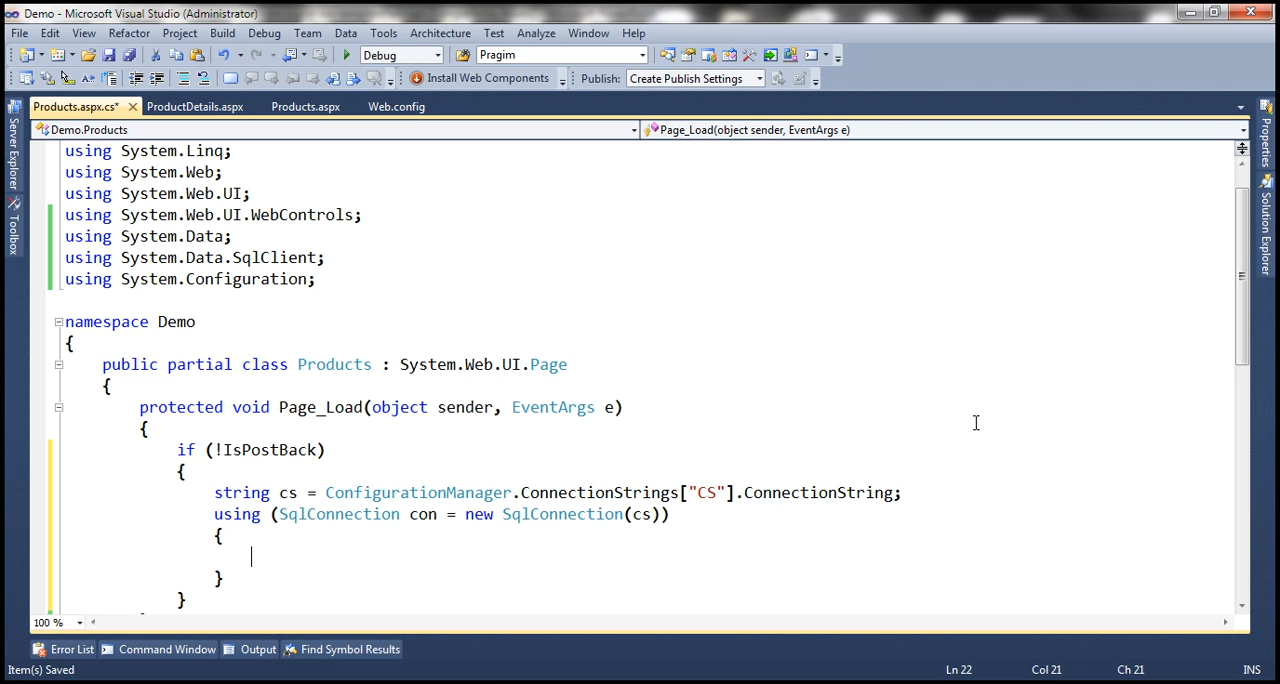 Demo - Microsoft Visual Studio (Administrator)
File Edit View Refactor Project Build Debug Team Data Tools Architecture Test Analyze Window Help
Debug Pragim
Install Web Components Publish: Create Publish Settings
Products.aspx.cs* ProductDetails.aspx Products.aspx Web.config
Demo.Products Page_Load(object sender, EventArgs e)
Server Explorer
Toolbox
Properties
Solution Explorer
using System.Linq;
using System.Web;
using System.Web.UI;
using System.Web.UI.WebControls;
using System.Data;
using System.Data.SqlClient;
using System.Configuration;
namespace Demo
{
public partial class Products : System.Web.UI.Page
{
protected void Page_Load(object sender, EventArgs e)
{
if (!IsPostBack)
{
string cs = ConfigurationManager.ConnectionStrings["CS"].ConnectionString;
using (SqlConnection con = new SqlConnection(cs))
{
}
}
100 %
Error List Command Window Output Find Symbol Results
Item(s) Saved Ln 22 Col 21 Ch 21 INS